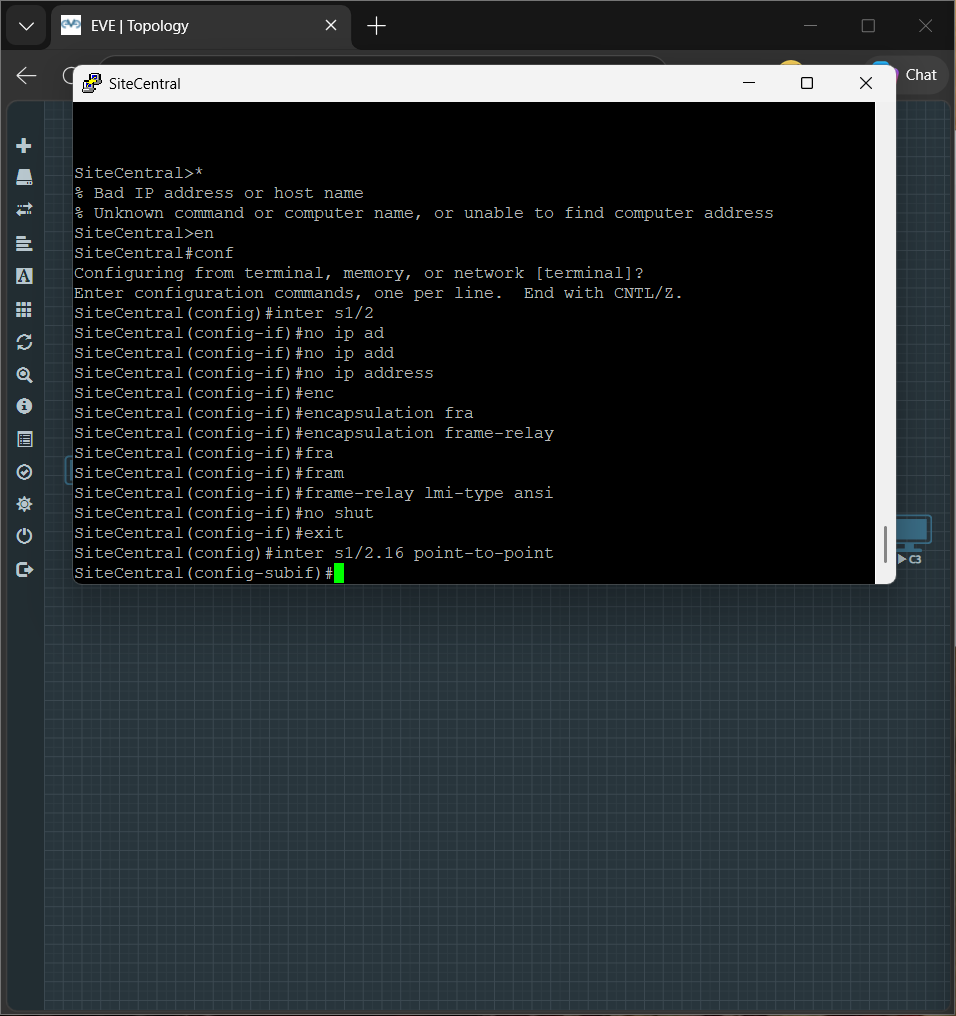 EVE | Topology
Chat
SiteCentral
SiteCentral>*
% Bad IP address or host name
% Unknown command or computer name, or unable to find computer address
SiteCentral>en
SiteCentral#conf
Configuring from terminal, memory, or network [terminal]?
Enter configuration commands, one per line.  End with CNTL/Z.
SiteCentral(config)#inter s1/2
SiteCentral(config-if)#no ip ad
SiteCentral(config-if)#no ip add
SiteCentral(config-if)#no ip address
SiteCentral(config-if)#enc
SiteCentral(config-if)#encapsulation fra
SiteCentral(config-if)#encapsulation frame-relay
SiteCentral(config-if)#fra
SiteCentral(config-if)#fram
SiteCentral(config-if)#frame-relay lmi-type ansi
SiteCentral(config-if)#no shut
SiteCentral(config-if)#exit
SiteCentral(config)#inter s1/2.16 point-to-point
SiteCentral(config-subif)#
C3